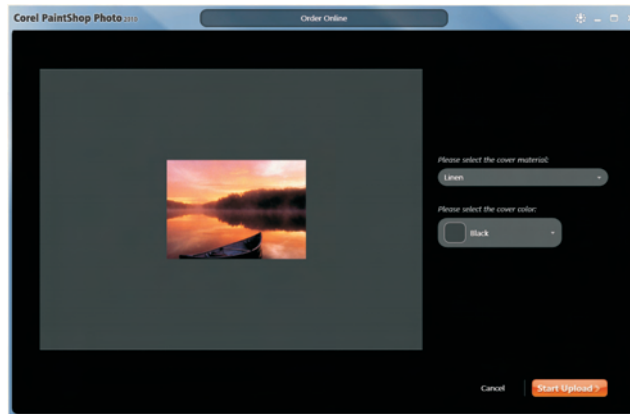 Corel PaintShop Photo 2010
Order Online
Please select the cover material:
Linen
Please select the cover color:
Black
Cancel
Start Upload >